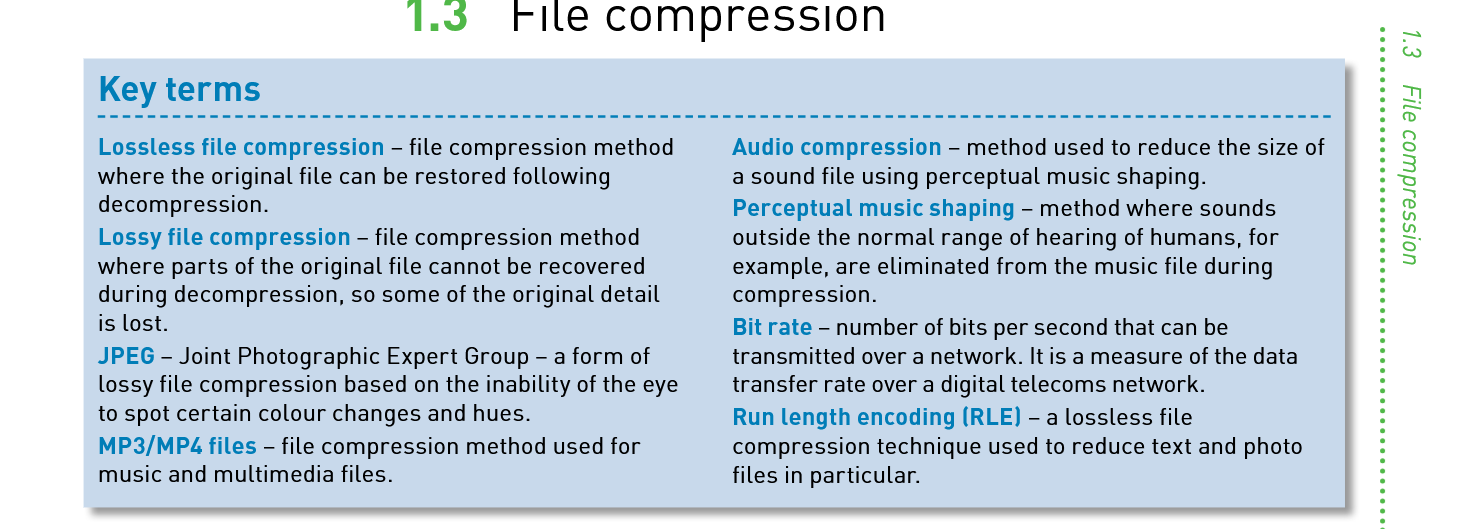 1.3 File compression
Key terms
Lossless file compression – file compression method
where the original file can be restored following
decompression.
Lossy file compression – file compression method
where parts of the original file cannot be recovered
during decompression, so some of the original detail
is lost.
JPEG – Joint Photographic Expert Group – a form of
lossy file compression based on the inability of the eye
to spot certain colour changes and hues.
MP3/MP4 files – file compression method used for
music and multimedia files.
Audio compression – method used to reduce the size of
a sound file using perceptual music shaping.
Perceptual music shaping – method where sounds
outside the normal range of hearing of humans, for
example, are eliminated from the music file during
compression.
Bit rate – number of bits per second that can be
transmitted over a network. It is a measure of the data
transfer rate over a digital telecoms network.
Run length encoding (RLE) – a lossless file
compression technique used to reduce text and photo
files in particular.
1.3 File compression